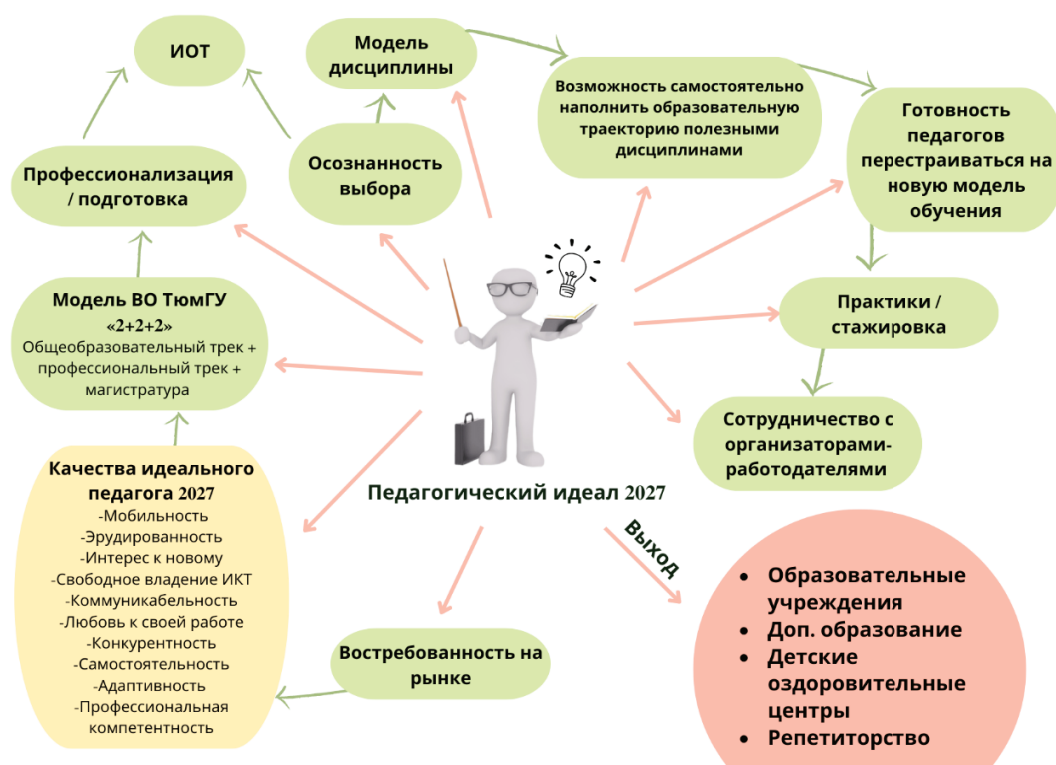 ИОТ
Модель
дисциплины
Возможность самостоятельно
наполнить образовательную
траекторию полезными
дисциплинами
Готовность
педагогов
перестраиваться на
новую модель
обучения
Профессионализация
/ подготовка
Осознанность
выбора
Модель ВО ТюмГУ
«2+2+2»
Общеобразовательный трек +
профессиональный трек +
магистратура
Практики /
стажировка
Сотрудничество с
организаторами-
работодателями
Качества идеального
педагога 2027
-Мобильность
-Эрудированность
-Интерес к новому
-Свободное владение ИКТ
-Коммуникабельность
-Любовь к своей работе
-Конкурентность
-Самостоятельность
-Адаптивность
-Профессиональная
компетентность
Педагогический идеал 2027
Выход
Востребованность на
рынке
• Образовательные
учреждения
• Доп. образование
• Детские
оздоровительные
центры
• Репетиторство